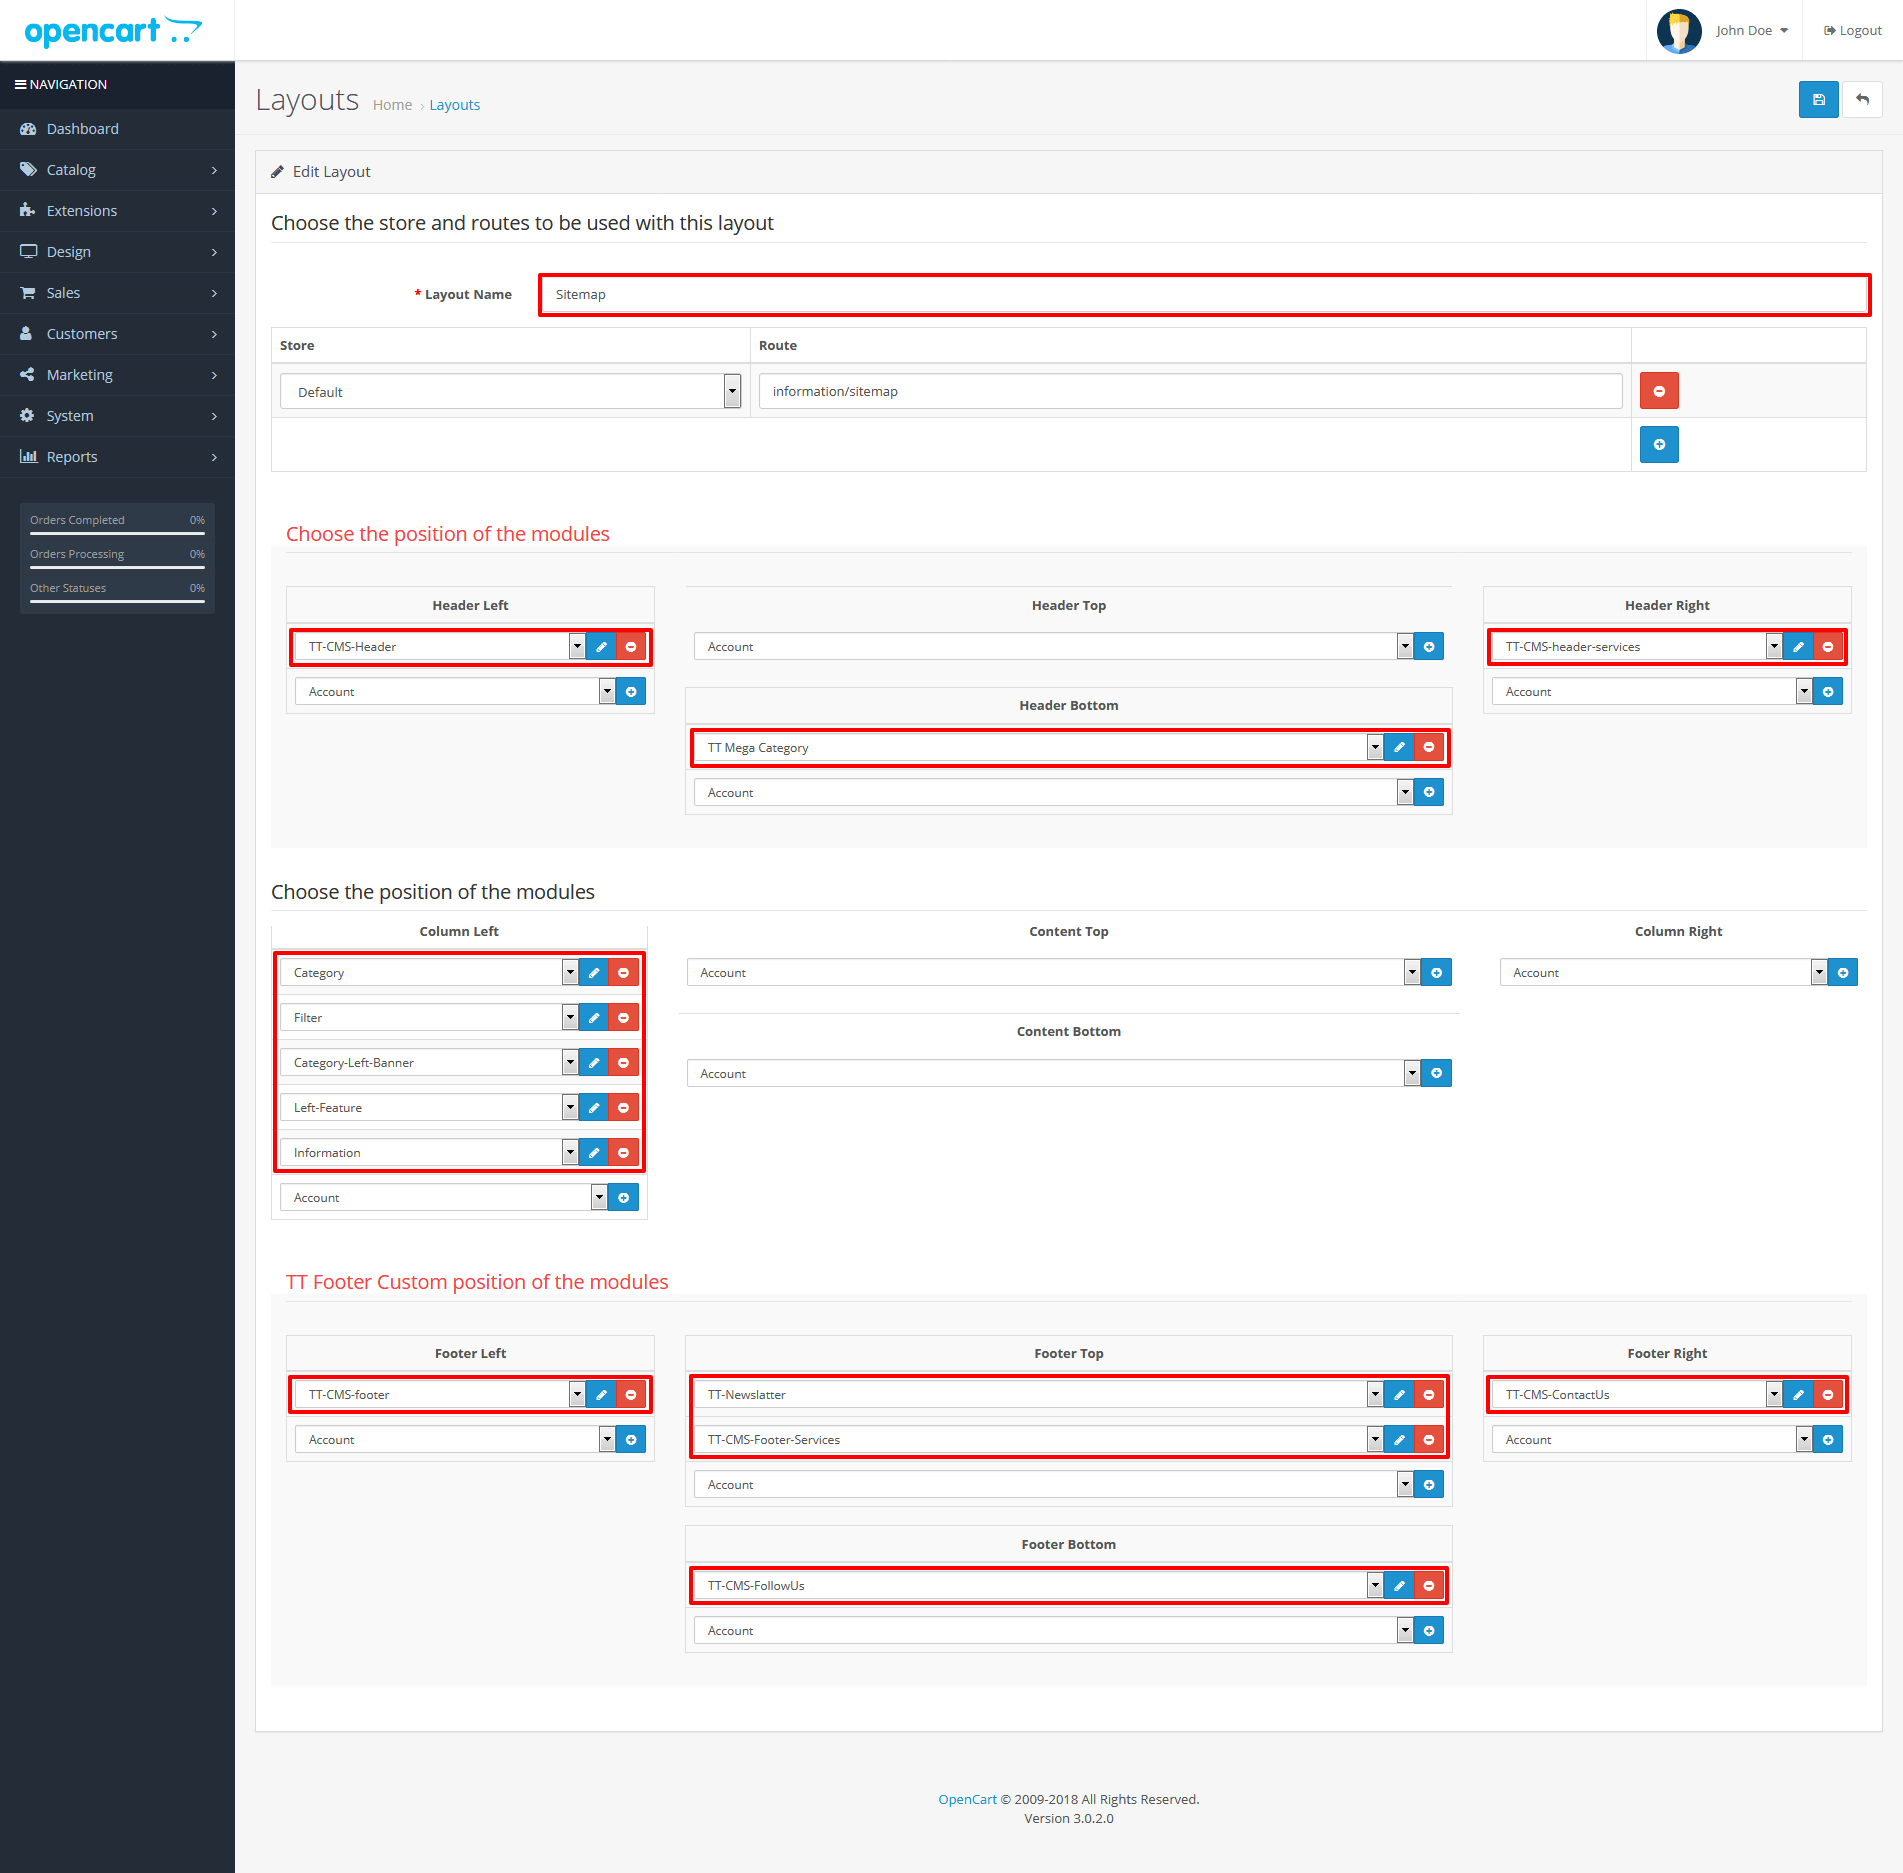 opencart
John Doe
Logout
NAVIGATION
Dashboard
Catalog
Extensions
Design
Sales
Customers
Marketing
System
Reports
Orders Completed 0%
Orders Processing 0%
Other Statuses 0%
Layouts Home › Layouts
Edit Layout
Choose the store and routes to be used with this layout
* Layout Name Sitemap
Store Route
Default information/sitemap
Choose the position of the modules
Header Left
TT-CMS-Header
Account
Header Top
Account
Header Bottom
TT Mega Category
Account
Header Right
TT-CMS-header-services
Account
Choose the position of the modules
Column Left
Category
Filter
Category-Left-Banner
Left-Feature
Information
Account
Content Top
Account
Content Bottom
Account
Column Right
Account
TT Footer Custom position of the modules
Footer Left
TT-CMS-footer
Account
Footer Top
TT-Newslatter
TT-CMS-Footer-Services
Account
Footer Bottom
TT-CMS-FollowUs
Account
Footer Right
TT-CMS-ContactUs
Account
OpenCart © 2009-2018 All Rights Reserved.
Version 3.0.2.0